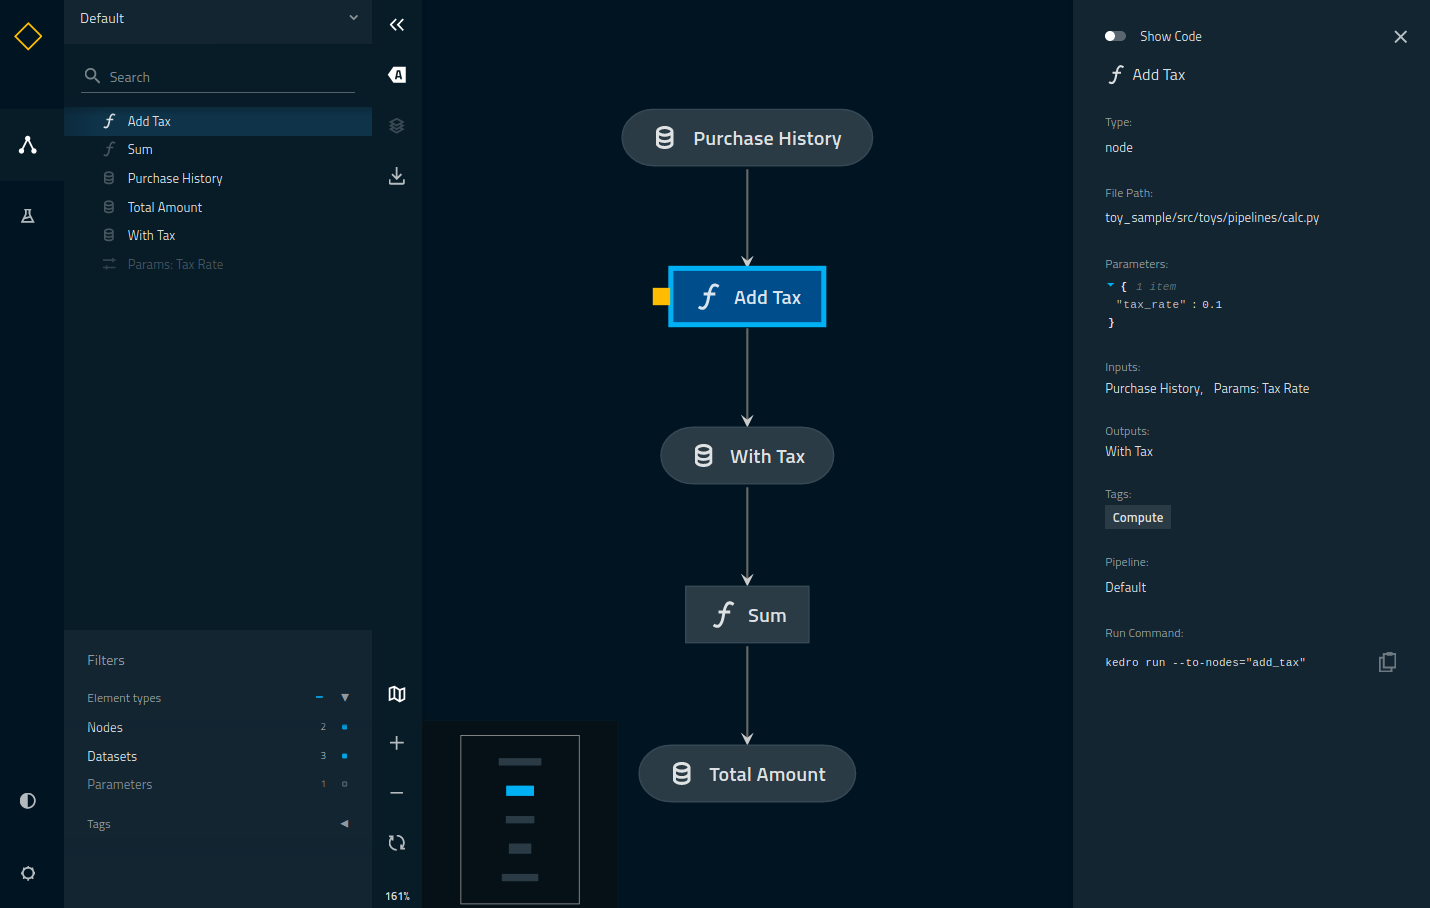 Default
Search
Add Tax
Sum
Purchase History
Total Amount
With Tax
Params: Tax Rate
Filters
Element types
Nodes 2
Datasets 3
Parameters 1
Tags
A
161%
Purchase History
Add Tax
With Tax
Sum
Total Amount
Show Code
Add Tax
Type:
node
File Path:
toy_sample/src/toys/pipelines/calc.py
Parameters:
{ 1 item
"tax_rate" : 0.1
}
Inputs:
Purchase History, Params: Tax Rate
Outputs:
With Tax
Tags:
Compute
Pipeline:
Default
Run Command:
kedro run --to-nodes="add_tax"